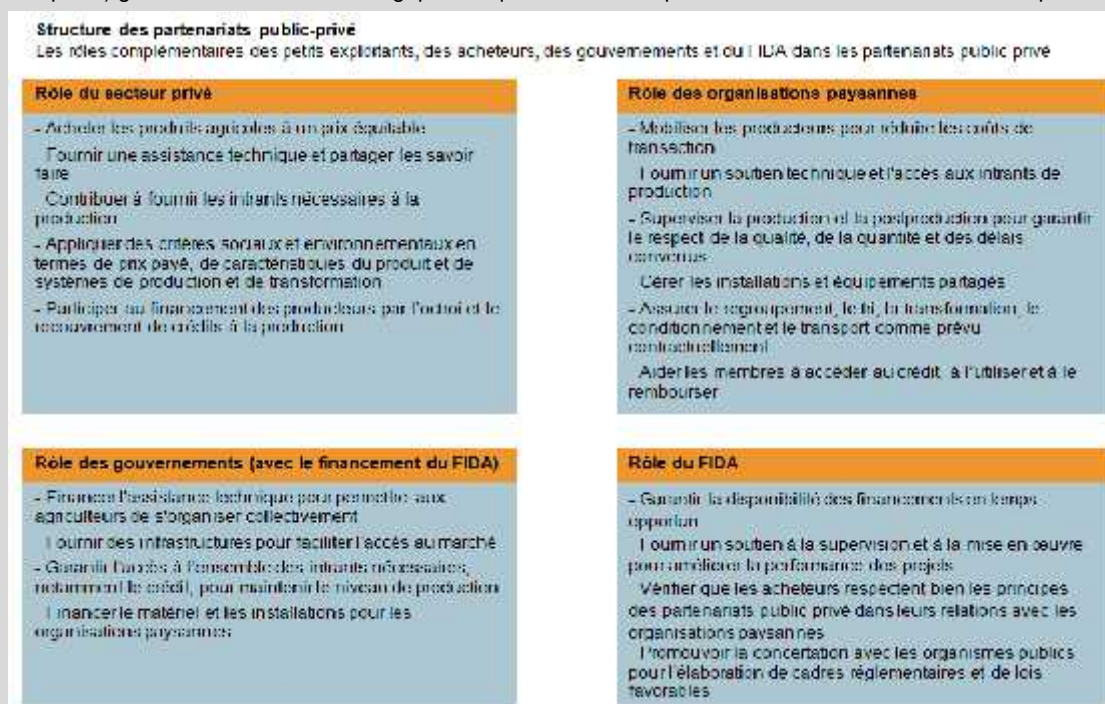 Structure des partenariats public-privé
Les rôles complémentaires des petits exploitants, des acheteurs, des gouvernements et du FIDA dans les partenariats public privé
Rôle du secteur privé
- Acheter les produits agricoles à un prix équitable
Fournir une assistance technique et partager les savoir
faire
Contribuer à fournir les intrants nécessaires à la
production
- Appliquer des critères sociaux et environnementaux en
termes de prix payé, de caractéristiques du produit et de
systèmes de production et de transformation
- Participer au financement des producteurs par l'octroi et le
recouvrement de crédits à la production
Rôle des organisations paysannes
- Mobiliser les producteurs pour réduire les coûts de
transaction
Fournir un soutien technique et l'accès aux intrants de
production
- Superviser la production et la postproduction pour garantir
le respect de la qualité, de la quantité et des délais
convenus
Gérer les installations et équipements partagés
- Assurer le regroupement, le tri, la transformation, le
conditionnement et le transport comme prévu
contractuellement
Aider les membres à accéder au crédit, à l'utiliser et à le
rembourser
Rôle des gouvernements (avec le financement du FIDA)
- Financer l'assistance technique pour permettre aux
agriculteurs de s'organiser collectivement
Fournir des infrastructures pour faciliter l'accès au marché
- Garantir l'accès à l'ensemble des intrants nécessaires,
notamment le crédit, pour maintenir le niveau de production
Financer le matériel et les installations pour les
organisations paysannes
Rôle du FIDA
- Garantir la disponibilité des financements en temps
opportun
Fournir un soutien à la supervision et à la mise en œuvre
pour améliorer la performance des projets
Vérifier que les acheteurs respectent bien les principes
des partenariats public privé dans leurs relations avec les
organisations paysannes
Promouvoir la concertation avec les organismes publics
pour l'élaboration de cadres réglementaires et de lois
favorables